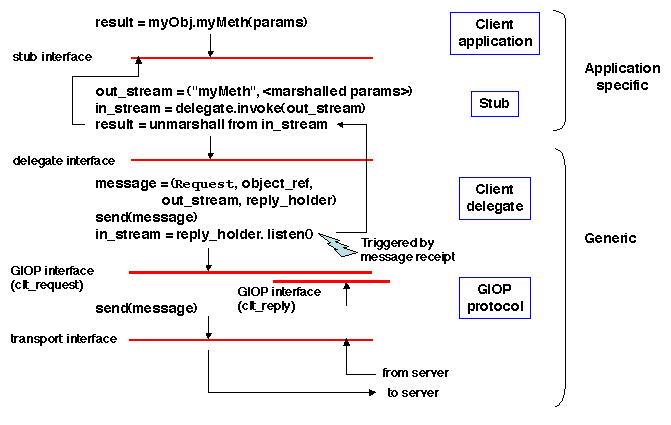 result = myObj.myMeth(params)
Client
application
stub interface
Application
specific
out_stream = ("myMeth", <marshalled params>)
in_stream = delegate.invoke(out_stream)
result = unmarshall from in_stream
Stub
delegate interface
message = (Request, object_ref,
out_stream, reply_holder)
send(message)
in_stream = reply_holder. listen()
Client
delegate
Generic
Triggered by
message receipt
GIOP interface
(clt_request)
GIOP interface
(clt_reply)
GIOP
protocol
send(message)
transport interface
from server
to server